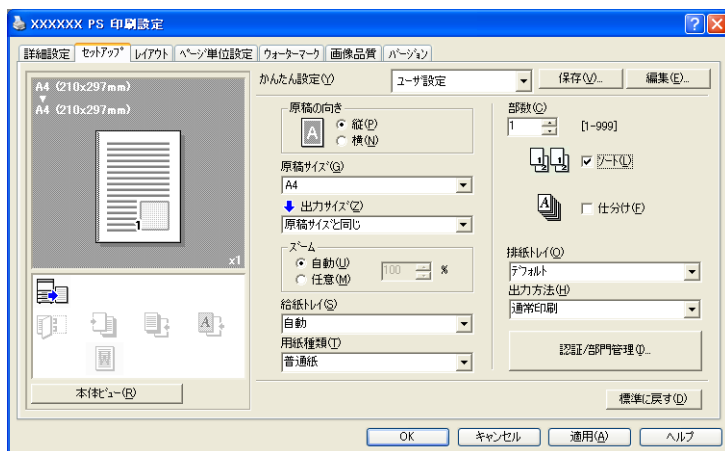 XXXXXX PS 印刷設定
詳細設定 セットアップ レイアウト ページ単位設定 ウォーターマーク 画像品質 バージョン
A4 (210x297mm)
A4 (210x297mm)
1
x1
本体ビュー(R)
かんたん設定(Y) ユーザ設定 保存(V)... 編集(E)...
原稿の向き
A
縦(P)
横(N)
原稿サイズ(G)
A4
出力サイズ(Z)
原稿サイズと同じ
ズーム
自動(U)
任意(M)
100 %
給紙トレイ(S)
自動
用紙種類(T)
普通紙
部数(C)
1 [1-999]
1 2 1 2 ソート(L)
A 仕分け(F)
排紙トレイ(O)
デフォルト
出力方法(H)
通常印刷
認証/部門管理(I)...
標準に戻す(D)
OK キャンセル 適用(A) ヘルプ